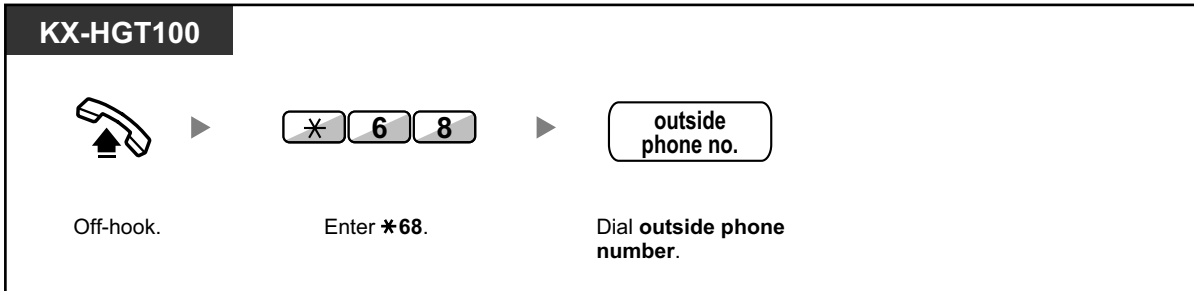 KX-HGT100
✱ 6 8
outside
phone no.
Off-hook.
Enter ✱68.
Dial outside phone
number.